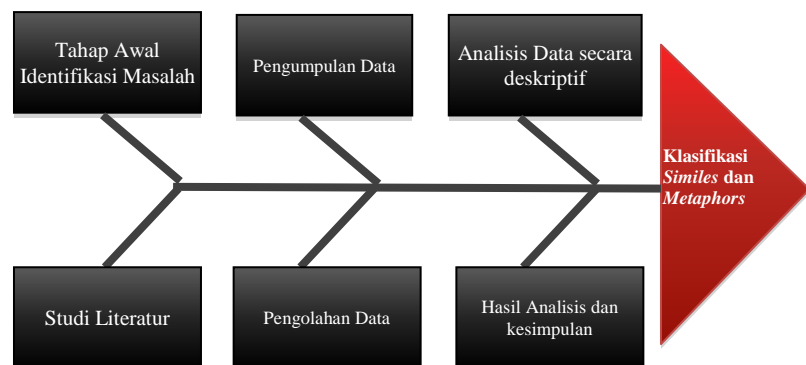 Tahap Awal
Identifikasi Masalah
Pengumpulan Data
Analisis Data secara
deskriptif
Klasifikasi
Similes dan
Metaphors
Studi Literatur
Pengolahan Data
Hasil Analisis dan
kesimpulan